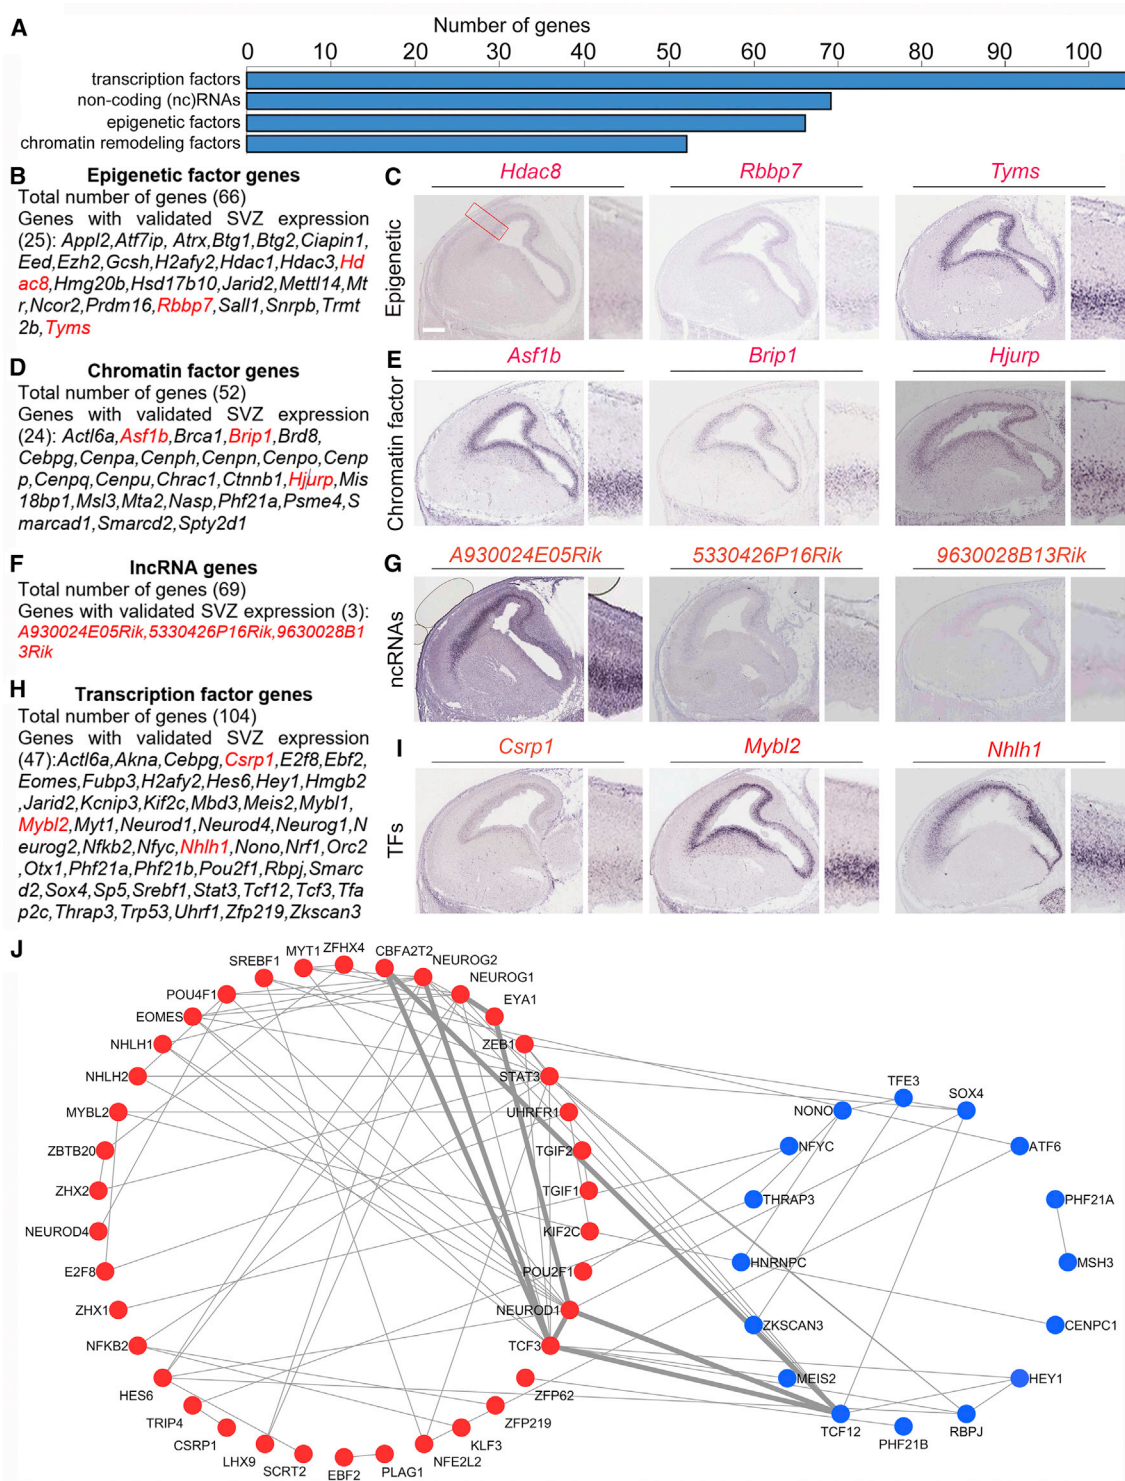 A
Number of genes
0 10 20 30 40 50 60 70 80 90 100
transcription factors
non-coding (nc)RNAs
epigenetic factors
chromatin remodeling factors
B
Epigenetic factor genes
Total number of genes (66)
Genes with validated SVZ expression
(25): Appl2,Atf7ip, Atrx,Btg1,Btg2,Ciapin1,
Eed,Ezh2,Gcsh,H2afy2,Hdac1,Hdac3,Hd
ac8,Hmg20b,Hsd17b10,Jarid2,Mettl14,Mt
r,Ncor2,Prdm16,Rbbp7,Sall1,Snrpb,Trmt
2b,Tyms
C
Hdac8 Rbbp7 Tyms
Epigenetic
D
Chromatin factor genes
Total number of genes (52)
Genes with validated SVZ expression
(24): Actl6a,Asf1b,Brca1,Brip1,Brd8,
Cebpg,Cenpa,Cenph,Cenpn,Cenpo,Cenp
p,Cenpq,Cenpu,Chrac1,Ctnnb1,Hjurp,Mis
18bp1,Msl3,Mta2,Nasp,Phf21a,Psme4,S
marcad1,Smarcd2,Spty2d1
E
Asf1b Brip1 Hjurp
Chromatin factor
F
lncRNA genes
Total number of genes (69)
Genes with validated SVZ expression (3):
A930024E05Rik,5330426P16Rik,9630028B1
3Rik
G
A930024E05Rik 5330426P16Rik 9630028B13Rik
ncRNAs
H
Transcription factor genes
Total number of genes (104)
Genes with validated SVZ expression
(47):Actl6a,Akna,Cebpg,Csrp1,E2f8,Ebf2,
Eomes,Fubp3,H2afy2,Hes6,Hey1,Hmgb2
,Jarid2,Kcnip3,Kif2c,Mbd3,Meis2,Mybl1,
Mybl2,Myt1,Neurod1,Neurod4,Neurog1,N
eurog2,Nfkb2,Nfyc,Nhlh1,Nono,Nrf1,Orc2
,Otx1,Phf21a,Phf21b,Pou2f1,Rbpj,Smarc
d2,Sox4,Sp5,Srebf1,Stat3,Tcf12,Tcf3,Tfa
p2c,Thrap3,Trp53,Uhrf1,Zfp219,Zkscan3
I
Csrp1 Mybl2 Nhlh1
TFs
J
MYT1
ZFHX4
CBFA2T2
NEUROG2
SREBF1
NEUROG1
POU4F1
EYA1
EOMES
NHLH1
ZEB1
NHLH2
STAT3
MYBL2
UHRFR1
ZBTB20
TGIF2
ZHX2
TGIF1
NEUROD4
KIF2C
E2F8
POU2F1
ZHX1
NEUROD1
NFKB2
TCF3
HES6
ZFP62
TRIP4
ZFP219
CSRP1
KLF3
LHX9
NFE2L2
SCRT2
EBF2
PLAG1
TFE3
SOX4
NONO
NFYC
ATF6
THRAP3
PHF21A
HNRNPC
MSH3
ZKSCAN3
CENPC1
MEIS2
HEY1
TCF12
PHF21B
RBPJ